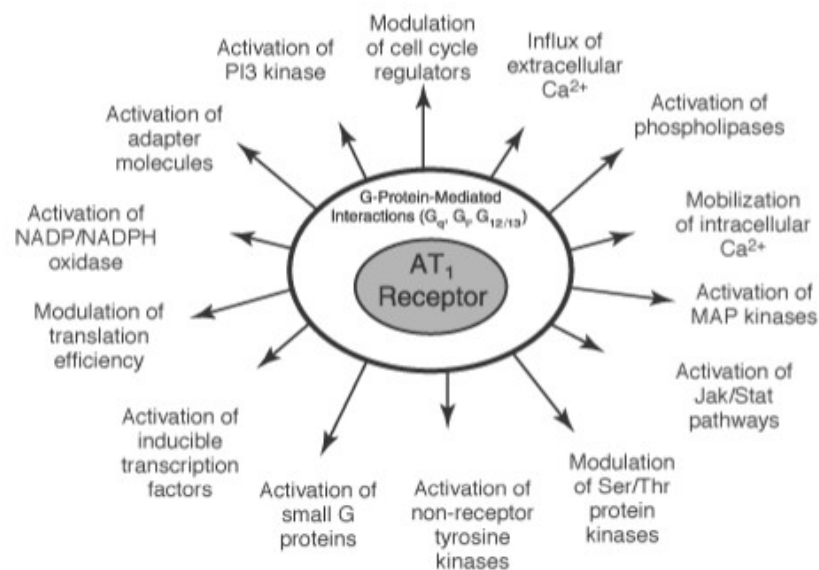 Activation of
PI3 kinase
Modulation
of cell cycle
regulators
Influx of
extracellular
Ca²⁺
Activation of
phospholipases
Mobilization
of intracellular
Ca²⁺
Activation of
MAP kinases
Activation of
Jak/Stat
pathways
Modulation
of Ser/Thr
protein
kinases
Activation of
non-receptor
tyrosine
kinases
Activation of
small G
proteins
Activation of
inducible
transcription
factors
Modulation of
translation
efficiency
Activation of
NADP/NADPH
oxidase
Activation of
adapter
molecules
G-Protein-Mediated
Interactions (Gq, Gi, G12/13)
AT₁
Receptor